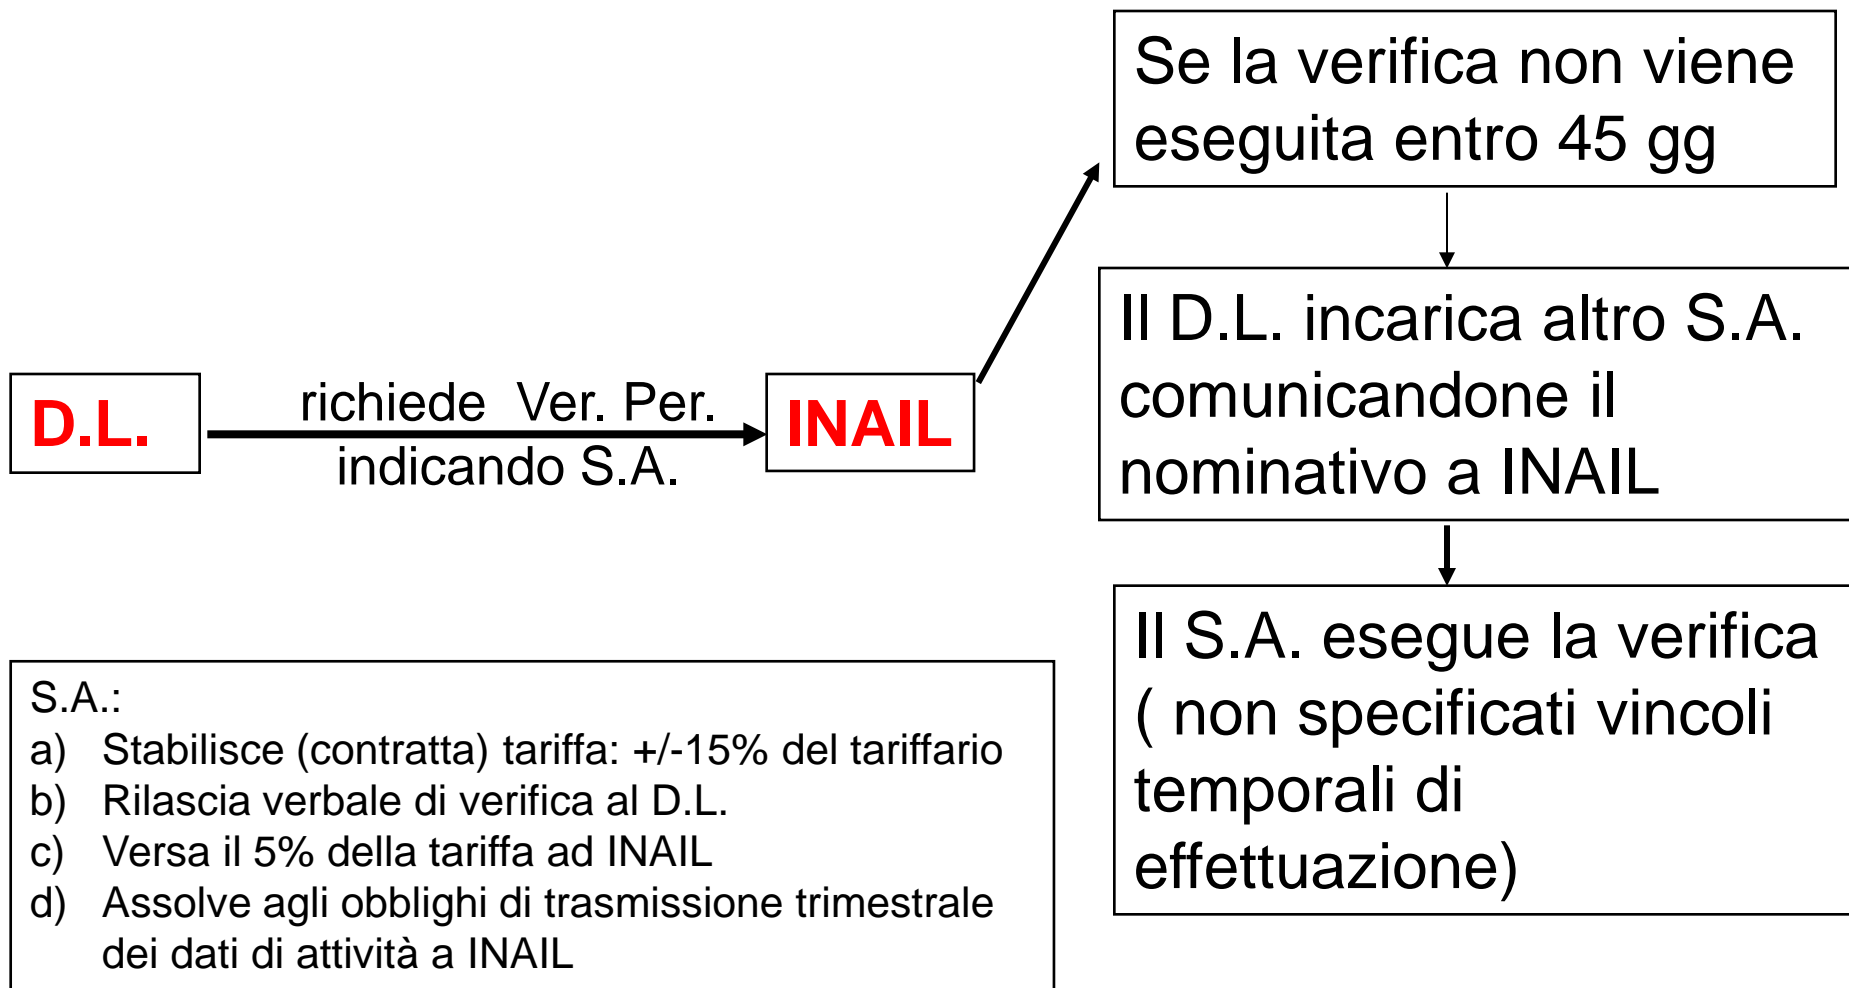 Se la verifica non viene
eseguita entro 45 gg
Il D.L. incarica altro S.A.
comunicandone il
nominativo a INAIL
D.L.
richiede Ver. Per.
indicando S.A.
INAIL
Il S.A. esegue la verifica
( non specificati vincoli
temporali di
effettuazione)
S.A.:
a) Stabilisce (contratta) tariffa: +/-15% del tariffario
b) Rilascia verbale di verifica al D.L.
c) Versa il 5% della tariffa ad INAIL
d) Assolve agli obblighi di trasmissione trimestrale
dei dati di attività a INAIL